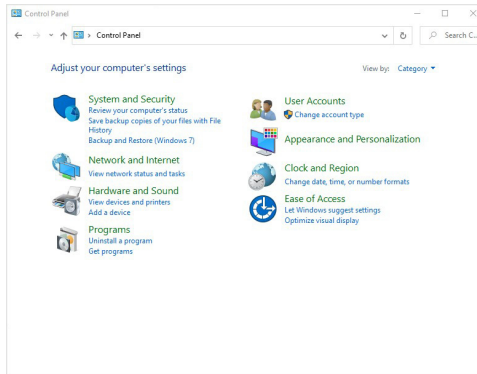 Control Panel
Control Panel
Search C...
Adjust your computer's settings
View by: Category
System and Security
Review your computer's status
Save backup copies of your files with File
History
Backup and Restore (Windows 7)
Network and Internet
View network status and tasks
Hardware and Sound
View devices and printers
Add a device
Programs
Uninstall a program
Get programs
User Accounts
Change account type
Appearance and Personalization
Clock and Region
Change date, time, or number formats
Ease of Access
Let Windows suggest settings
Optimize visual display